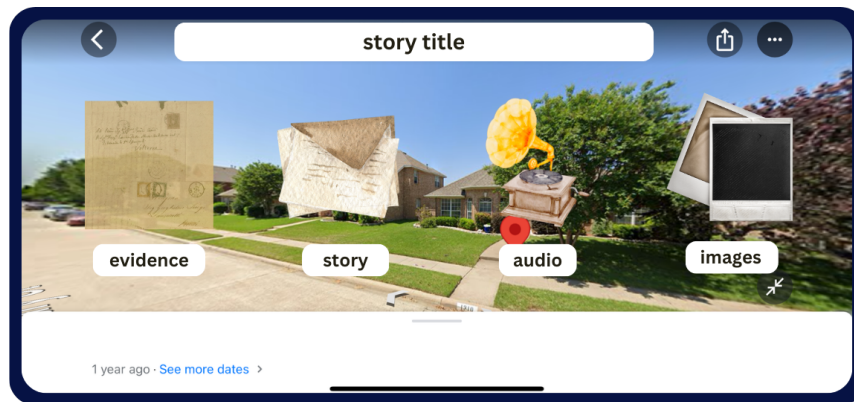 story title
evidence
story
audio
images
1 year ago · See more dates >